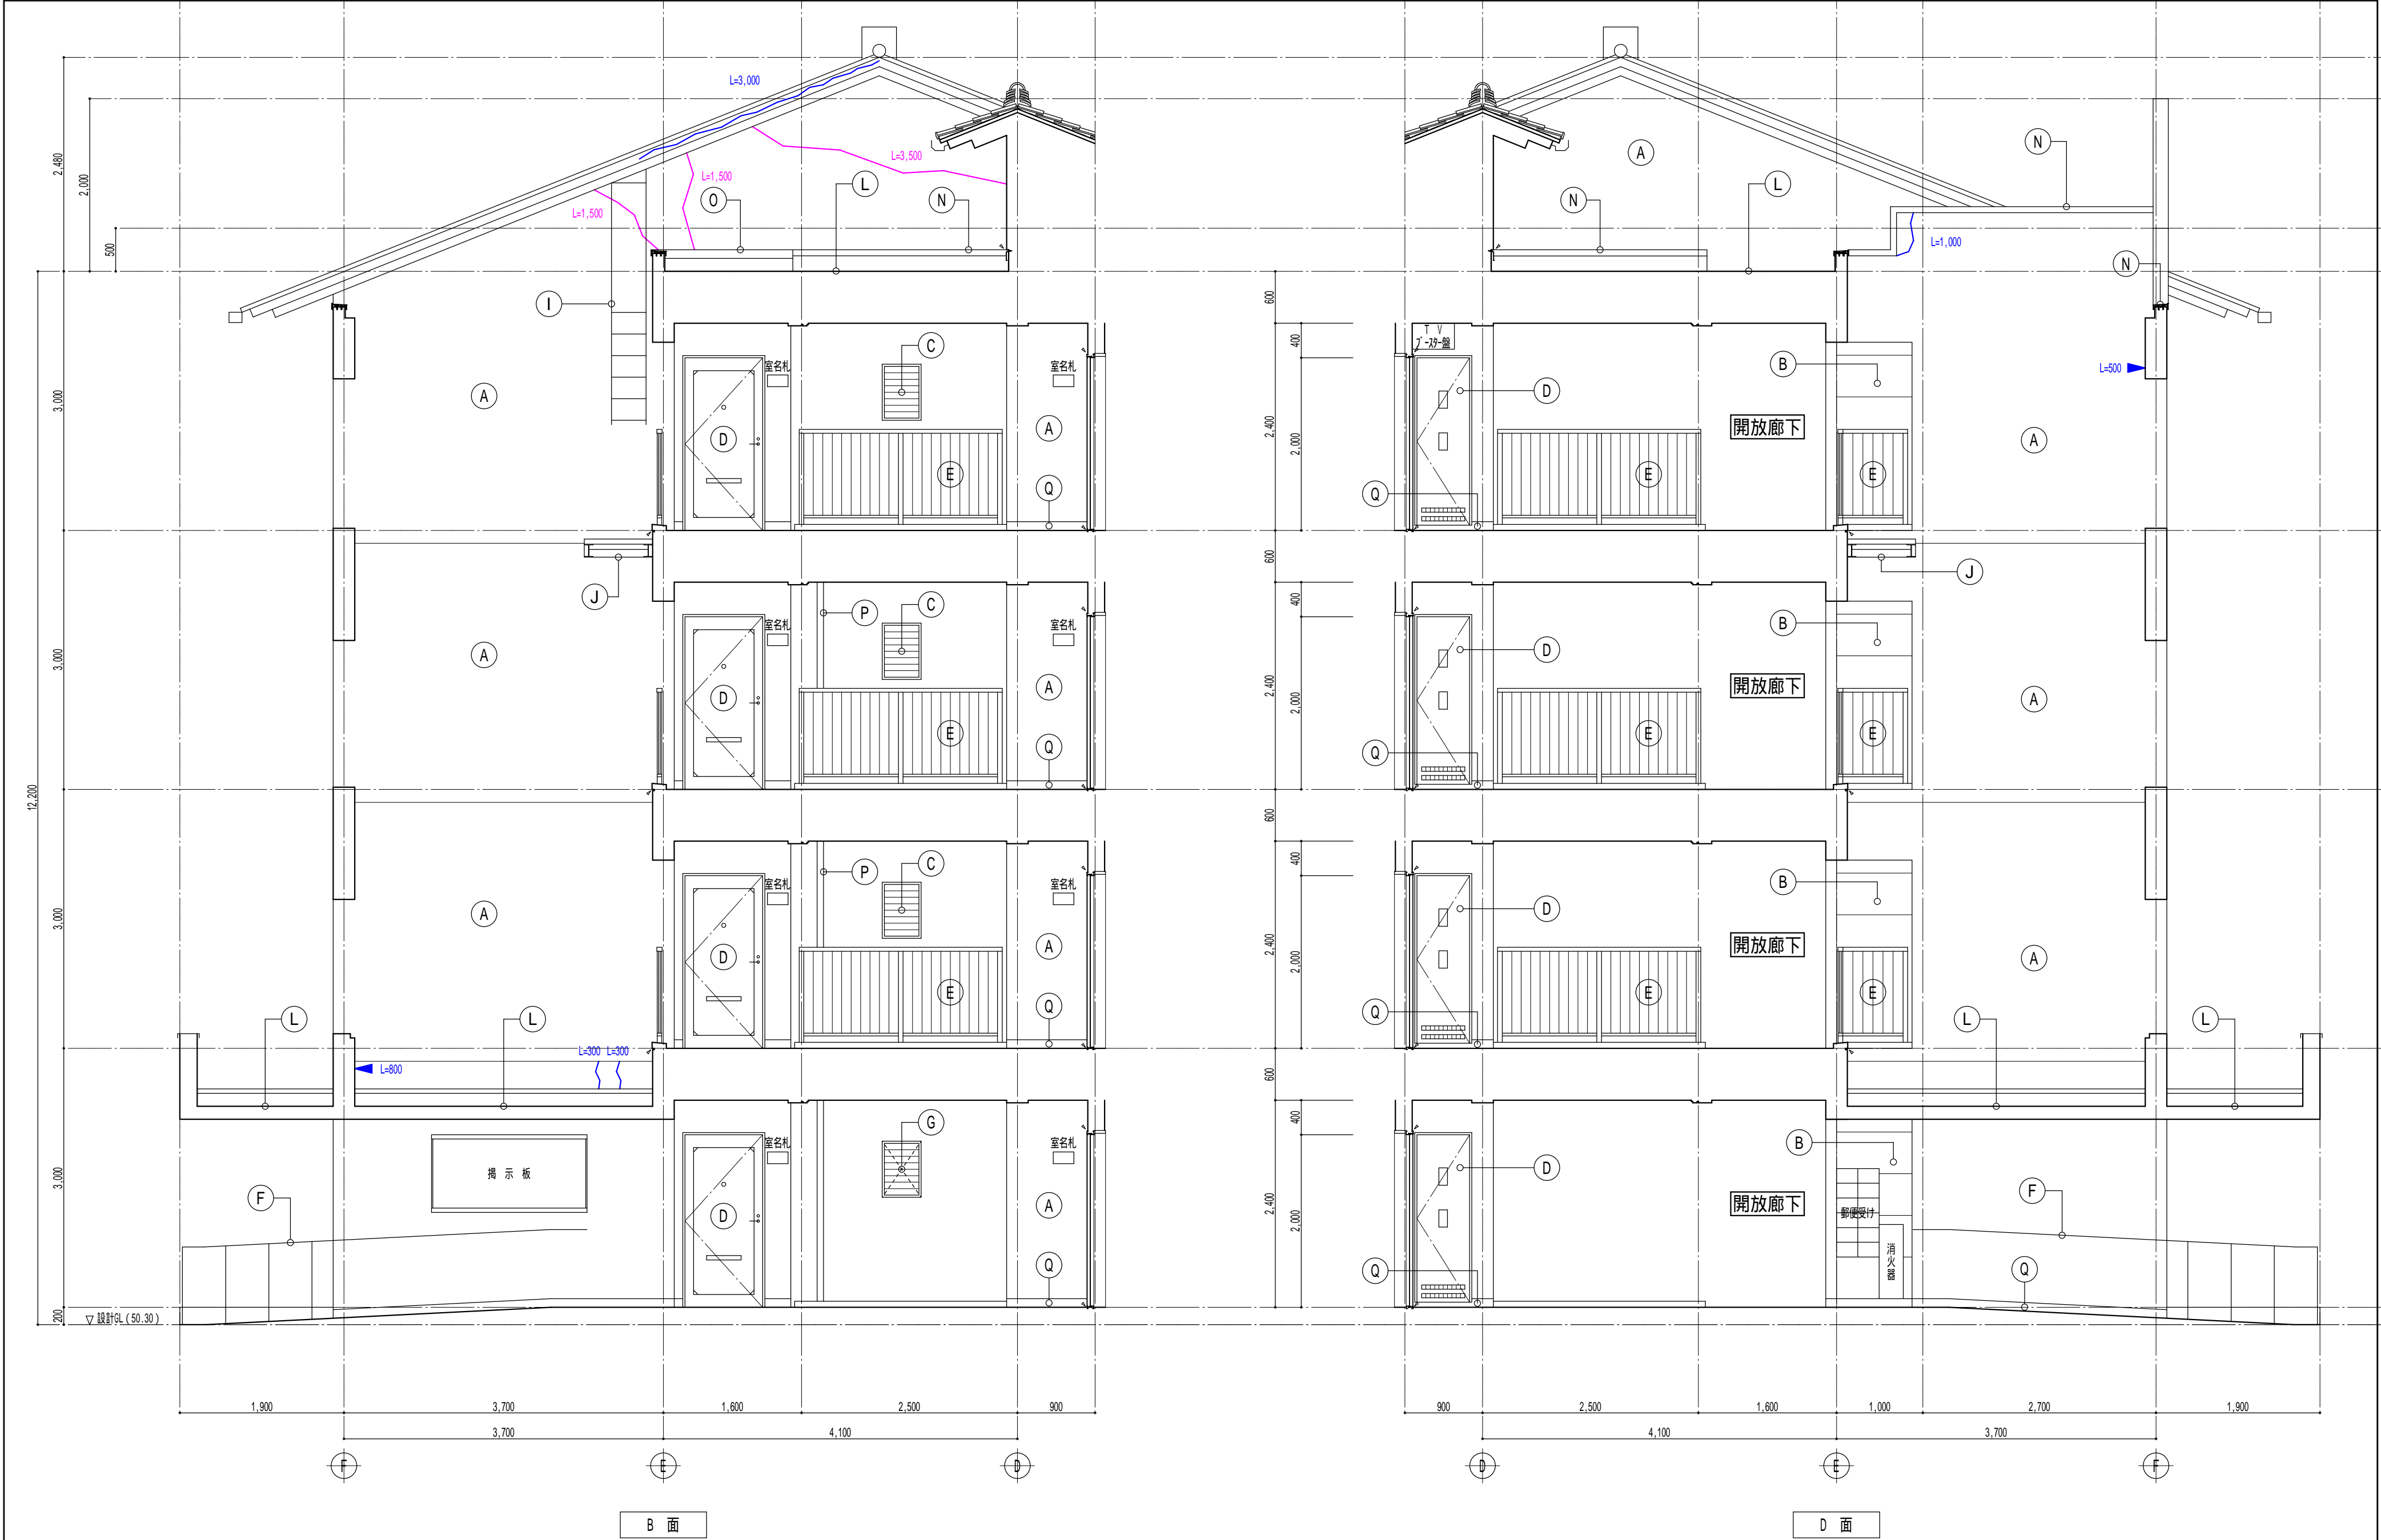 L=3,000
L=3,500
L=1,500
L=1,500
O
L
N
2,480
2,000
500
I
C
室名札
室名札
A
D
A
E
Q
3,000
J
P
C
室名札
室名札
A
D
A
E
Q
3,000
12,200
P
C
室名札
室名札
A
D
A
E
Q
3,000
L
L
L=300 L=300
L=800
G
室名札
室名札
掲 示 板
F
D
A
Q
3,000
200
▽ 設計GL (50.30)
1,900
3,700
1,600
2,500
900
3,700
4,100
F
E
D
B 面
A
N
N
L
N
L=1,000
600
400
2,400
2,000
T V
ブースター盤
D
B
L=500
開放廊下
A
E
E
Q
600
400
2,400
2,000
J
D
B
開放廊下
A
E
E
Q
600
400
2,400
2,000
D
B
開放廊下
A
E
E
Q
L
L
600
400
2,400
2,000
D
B
開放廊下
郵便受け
消火器
F
Q
Q
900
2,500
1,600
1,000
2,700
1,900
4,100
3,700
D
E
F
D 面